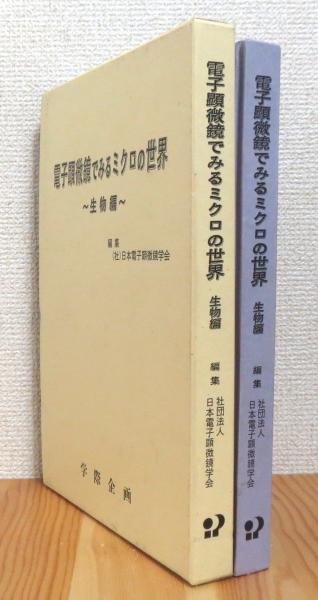 電子顕微鏡でみるミクロの世界
~生物編~
編集
(社)日本電子顕微鏡学会
学際企画
電子顕微鏡でみるミクロの世界
生物編
編集
社団法人
日本電子顕微鏡学会
電子顕微鏡でみるミクロの世界
生物編
編集
社団法人
日本電子顕微鏡学会